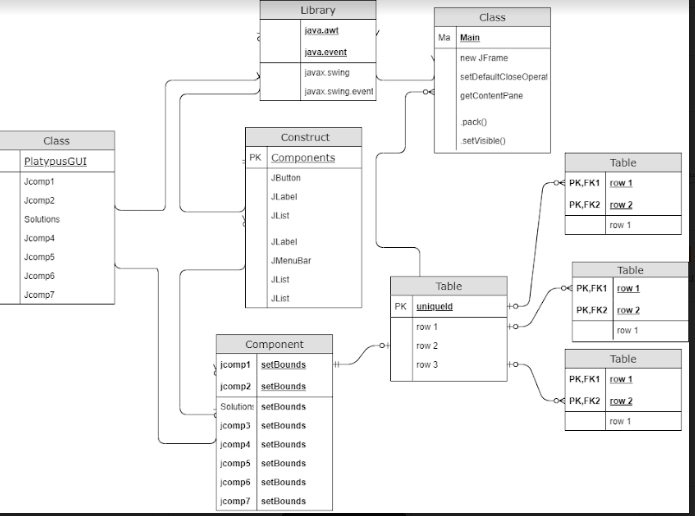 Library
java.awt
java.event
javax.swing
javax.swing.event
Class
Ma Main
new JFrame
setDefaultCloseOperat
getContentPane
.pack()
.setVisible()
Class
PlatypusGUI
Jcomp1
Jcomp2
Solutions
Jcomp4
Jcomp5
Jcomp6
Jcomp7
Construct
PK Components
JButton
JLabel
JList
JLabel
JMenuBar
JList
JList
Table
PK,FK1 row 1
PK,FK2 row 2
row 1
Table
PK,FK1 row 1
PK,FK2 row 2
row 1
Table
PK uniqueId
row 1
row 2
row 3
Table
PK,FK1 row 1
PK,FK2 row 2
row 1
Component
jcomp1 setBounds
jcomp2 setBounds
Solutions setBounds
jcomp3 setBounds
jcomp4 setBounds
jcomp5 setBounds
jcomp6 setBounds
jcomp7 setBounds